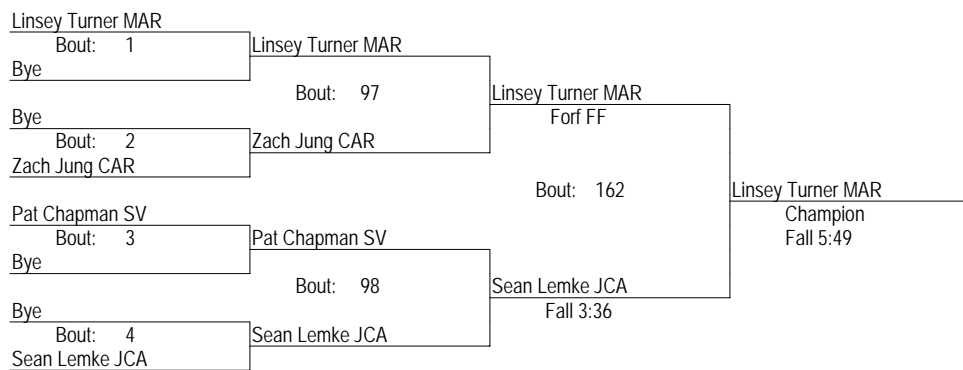 Linsey Turner MAR
Bout: 1
Bye
Linsey Turner MAR
Bout: 97
Bye
Bout: 2
Zach Jung CAR
Zach Jung CAR
Linsey Turner MAR
Forf FF
Bout: 162
Pat Chapman SV
Bout: 3
Bye
Pat Chapman SV
Bout: 98
Bye
Bout: 4
Sean Lemke JCA
Sean Lemke JCA
Sean Lemke JCA
Fall 3:36
Linsey Turner MAR
Champion
Fall 5:49